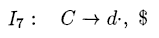 I₇ : C → d·, $